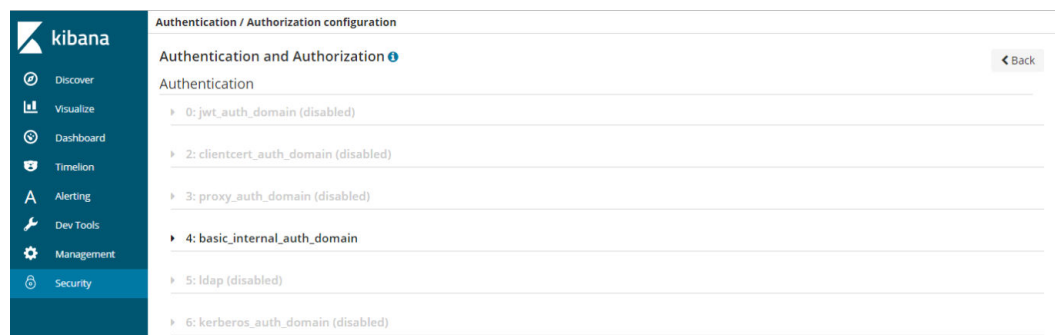 kibana
Discover
Visualize
Dashboard
Timelion
Alerting
Dev Tools
Management
Security
Authentication / Authorization configuration
Authentication and Authorization
Back
Authentication
0: jwt_auth_domain (disabled)
2: clientcert_auth_domain (disabled)
3: proxy_auth_domain (disabled)
4: basic_internal_auth_domain
5: ldap (disabled)
6: kerberos_auth_domain (disabled)